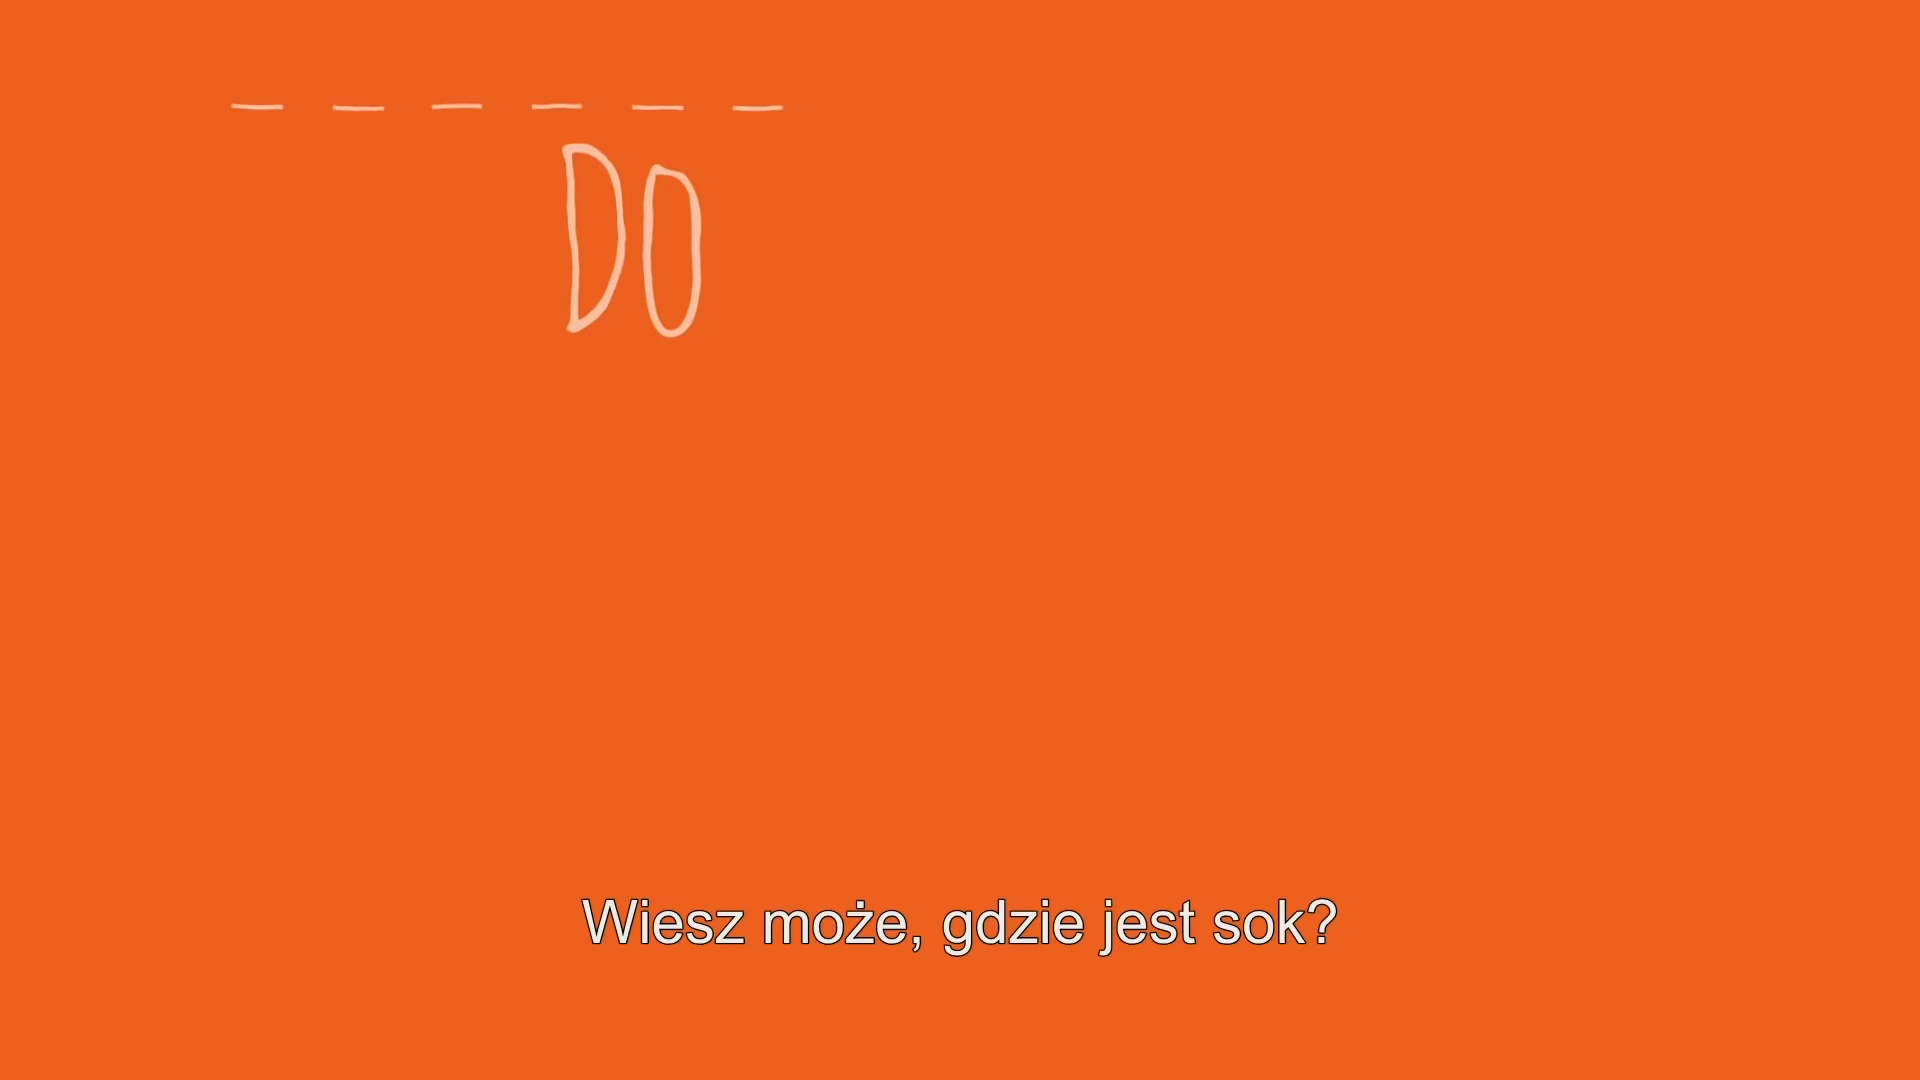 _ _ _ _ _ _
DO
Wiesz może, gdzie jest sok?